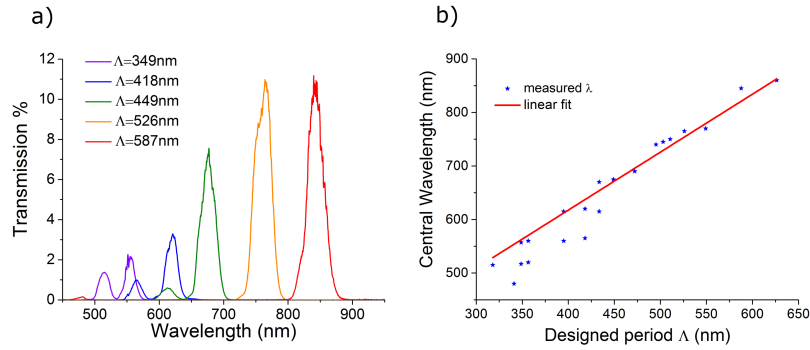 a)
12
10
8
6
4
2
0
Transmission %
Λ=349nm
Λ=418nm
Λ=449nm
Λ=526nm
Λ=587nm
500 600 700 800 900
Wavelength (nm)
b)
900
800
700
600
500
Central Wavelength (nm)
measured λ
linear fit
300 350 400 450 500 550 600 650
Designed period Λ (nm)